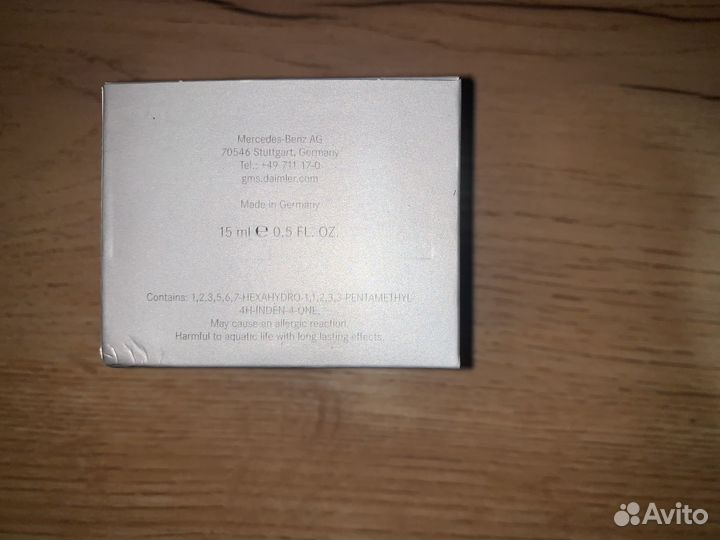 Mercedes-Benz AG
70546 Stuttgart, Germany
Tel.: +49 711 17-0
gms.daimler.com
Made in Germany
15 ml ℮ 0.5 FL. OZ.
Contains: 1,2,3,5,6,7-HEXAHYDRO-1,1,2,3,3-PENTAMETHYL-
4H-INDEN-4-ONE.
May cause an allergic reaction.
Harmful to aquatic life with long lasting effects.
Avito